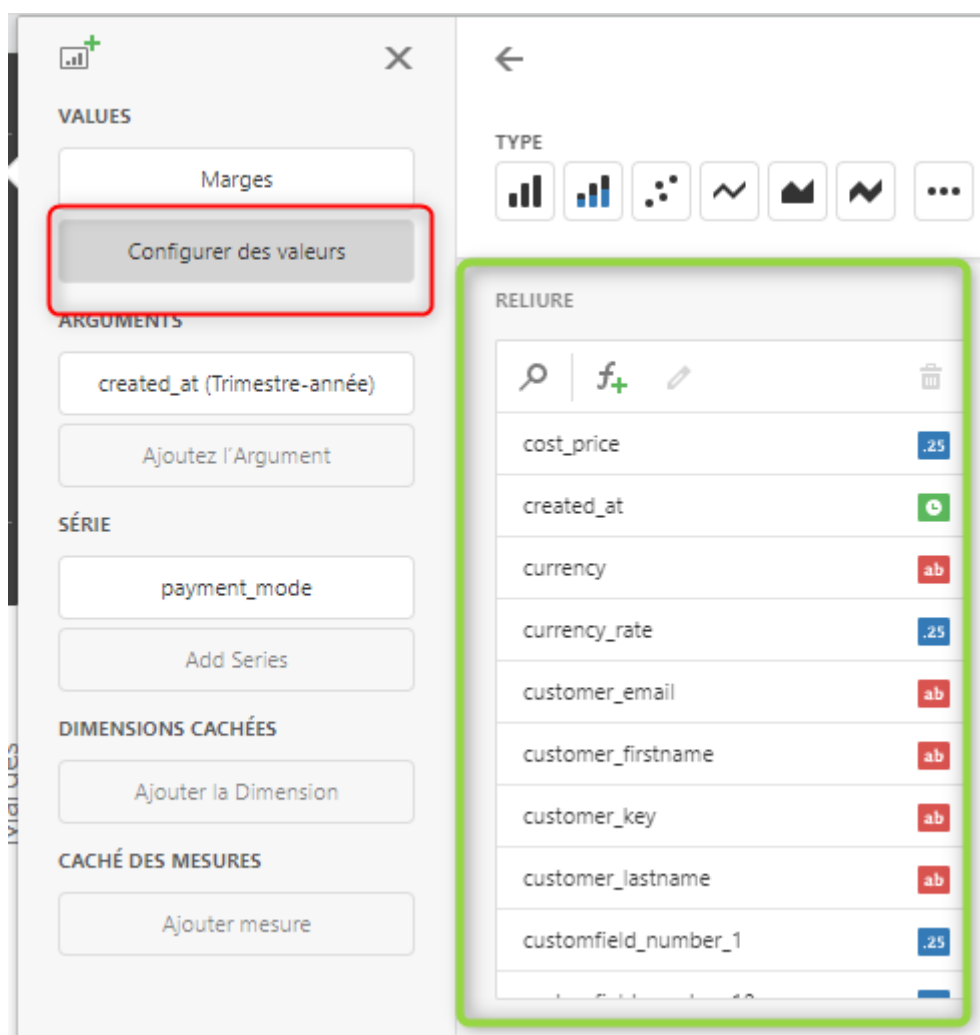 VALUES
Marges
Configurer des valeurs
ARGUMENTS
created_at (Trimestre-année)
Ajoutez l'Argument
SÉRIE
payment_mode
Add Series
DIMENSIONS CACHÉES
Ajouter la Dimension
CACHÉ DES MESURES
Ajouter mesure
Marges
TYPE
RELIURE
cost_price .25
created_at
currency ab
currency_rate .25
customer_email ab
customer_firstname ab
customer_key ab
customer_lastname ab
customfield_number_1 .25